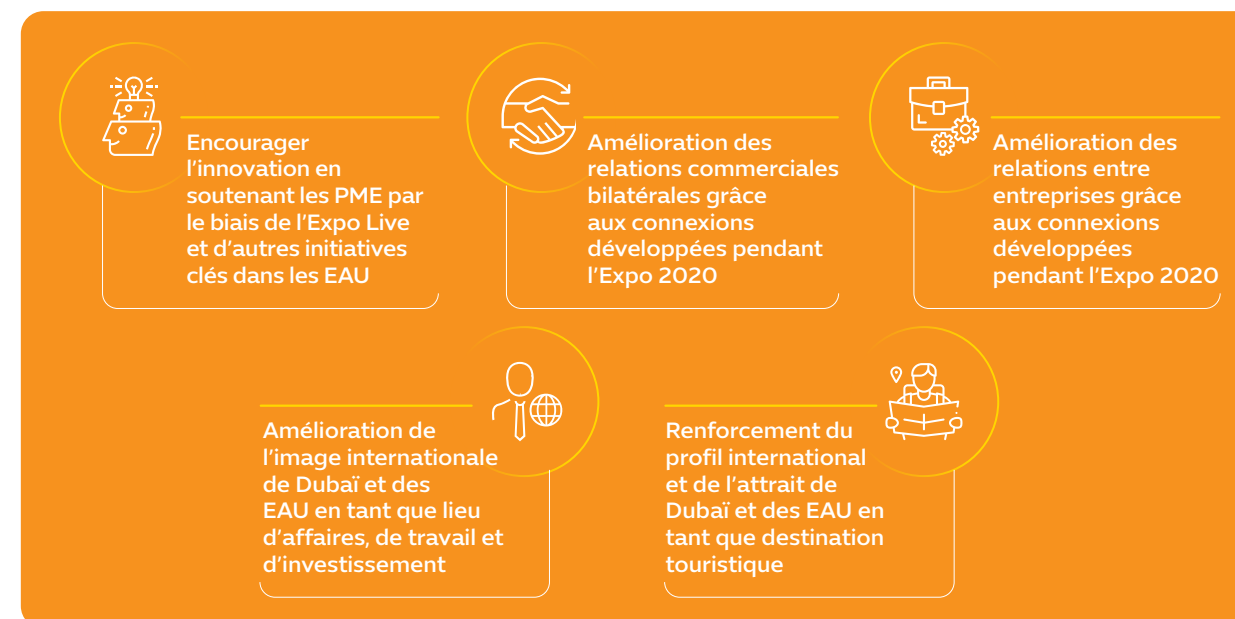 Encourager
l'innovation en
soutenant les PME par
le biais de l'Expo Live
et d'autres initiatives
clés dans les EAU
Amélioration des
relations commerciales
bilatérales grâce
aux connexions
développées pendant
l'Expo 2020
Amélioration des
relations entre
entreprises grâce
aux connexions
développées
pendant l'Expo 2020
Amélioration de
l'image internationale
de Dubaï et des
EAU en tant que lieu
d'affaires, de travail et
d'investissement
Renforcement du
profil international
et de l'attrait de
Dubaï et des EAU en
tant que destination
touristique